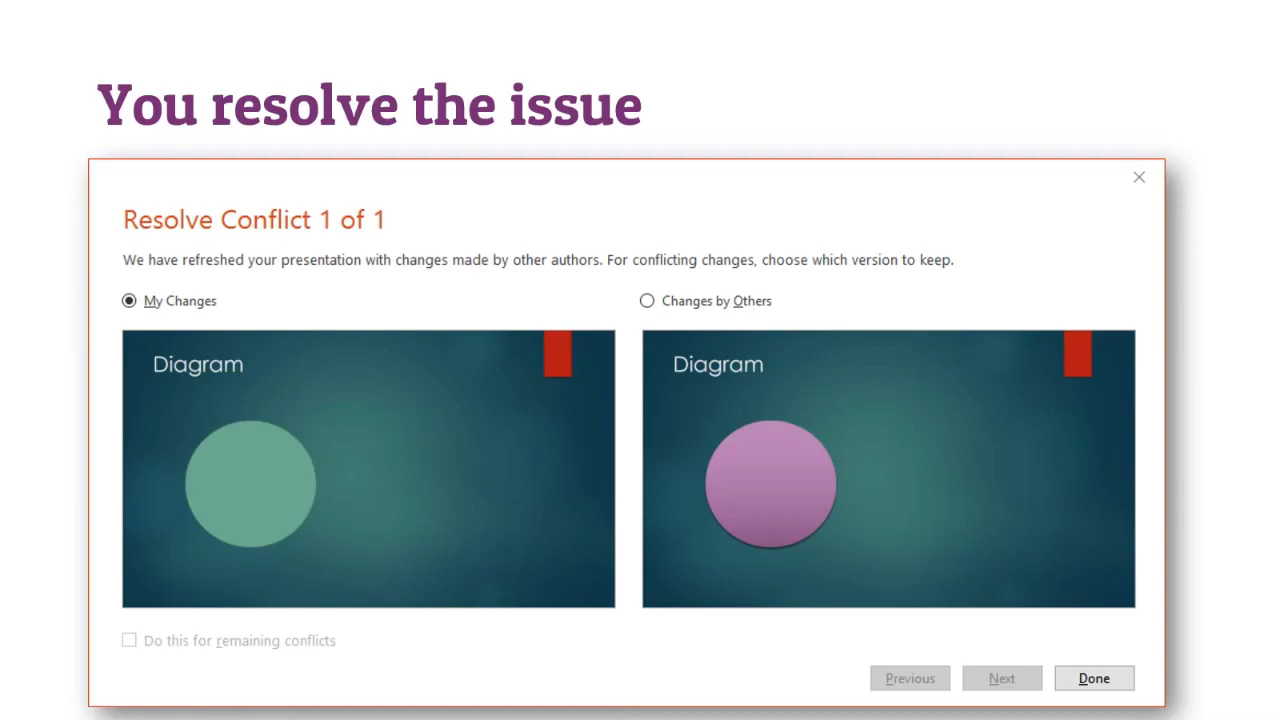 You resolve the issue
Resolve Conflict 1 of 1
We have refreshed your presentation with changes made by other authors. For conflicting changes, choose which version to keep.
My Changes
Changes by Others
Diagram
Diagram
Do this for remaining conflicts
Previous
Next
Done